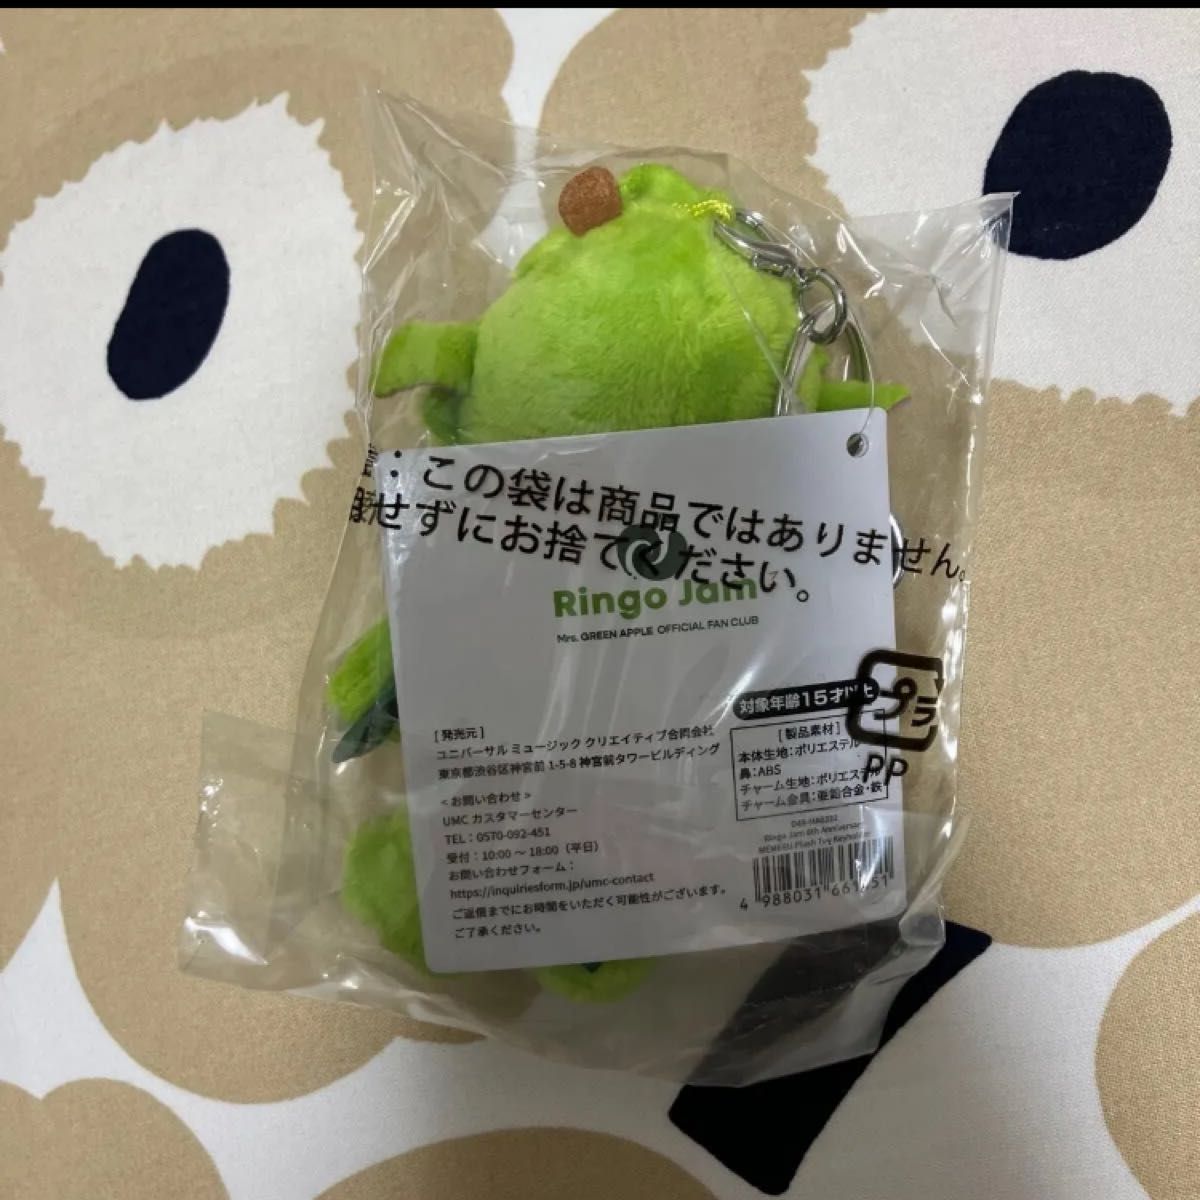 この袋は商品ではありません。
せずにお捨てください。
Ringo Jam
Mrs. GREEN APPLE OFFICIAL FAN CLUB
対象年齢15才以上
プラ
PP
[発売元]
ユニバーサル ミュージック クリエイティブ合同会社
東京都渋谷区神宮前 1-5-8 神宮前タワービルディング
<お問い合わせ>
UMC カスタマーセンター
TEL：0570-092-451
受付：10:00 ～ 18:00（平日）
お問い合わせフォーム：
https://inquiriesform.jp/umc-contact
ご返信までにお時間をいただく可能性がございます。
ご了承ください。
[製品素材]
本体生地：ポリエステル
鼻：ABS
チャーム生地：ポリエステル
チャーム金具：亜鉛合金・鉄
Ringo Jam 6th Anniversary
Plush Toy
4 988031